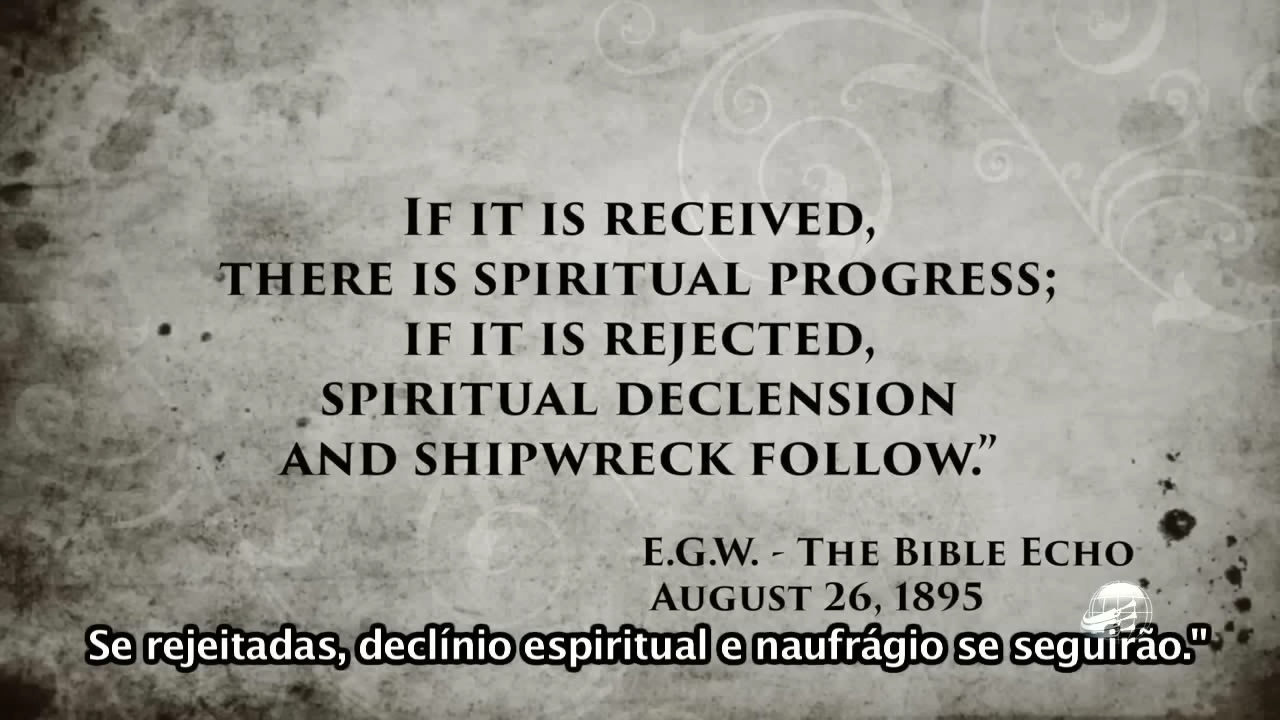 If it is received,
there is spiritual progress;
if it is rejected,
spiritual declension
and shipwreck follow.”
E.G.W. - The Bible Echo
August 26, 1895
Se rejeitadas, declínio espiritual e naufrágio se seguirão."